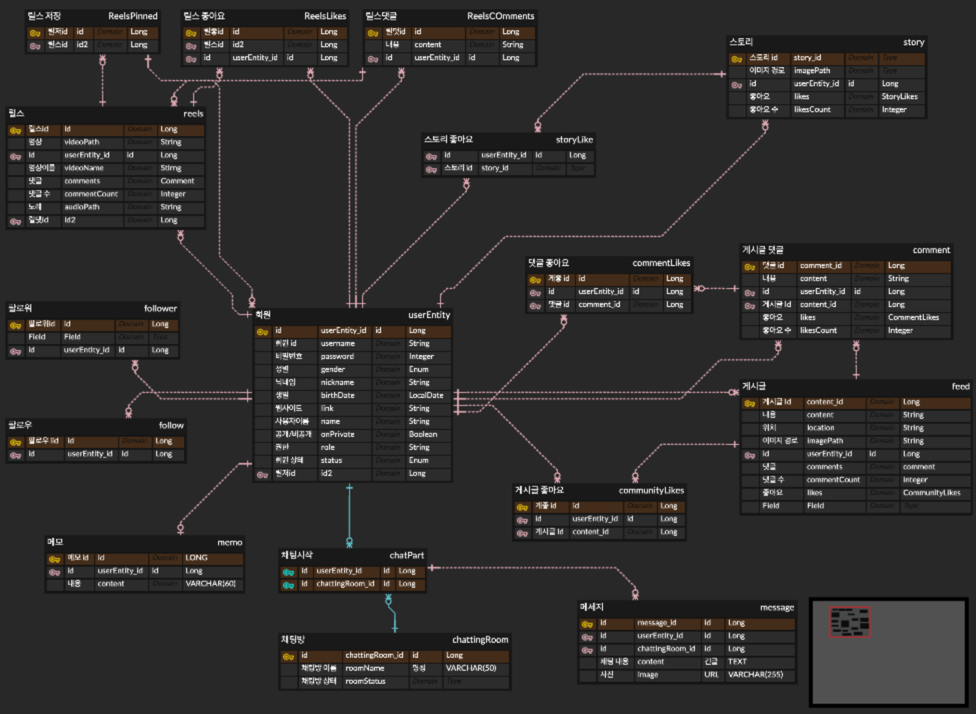 릴스 저장 ReelsPinned
릴저id id Domain Long
릴스id id2 Domain Long
릴스 좋아요 ReelsLikes
릴좋id id Domain Long
릴스id id2 Domain Long
id userEntity_id id Long
릴스댓글 ReelsCOmments
릴댓id id Domain Long
내용 content Domain String
id userEntity_id id Long
스토리 story
스토리 id story_id Domain Type
이미지 경로 imagePath Domain Type
id userEntity_id id Long
좋아요 likes Domain StoryLikes
좋아요 수 likesCount Domain Integer
릴스 reels
릴스id id Domain Long
영상 videoPath Domain String
id userEntity_id id Long
영상이름 videoName Domain String
댓글 comments Domain Comment
댓글 수 commentCount Domain Integer
노래 audioPath Domain String
릴댓id id2 Domain Long
스토리 좋아요 storyLike
id userEntity_id id Long
스토리 id story_id Domain Type
댓글 좋아요 commentLikes
id Domain Long
id userEntity_id id Long
댓글 id comment_id Domain Long
게시글 댓글 comment
댓글 id comment_id Domain Long
내용 content Domain String
id userEntity_id id Long
게시글 id content_id Domain Long
좋아요 likes Domain CommentLikes
좋아요 수 likesCount Domain Integer
팔로워 follower
팔로워id id Domain Long
Field Field Domain String
id userEntity_id id Long
회원 userEntity
id userEntity_id id Long
회원 id username Domain String
비밀번호 password Domain Integer
성별 gender Domain Enum
닉네임 nickname Domain String
생일 birthDate Domain LocalDate
웹사이트 link Domain String
사용자이름 name Domain String
공개/비공개 onPrivate Domain Boolean
권한 role Domain String
회원 상태 status Domain Enum
릴저id id2 Domain Long
팔로우 follow
팔로우 id id Domain Long
id userEntity_id id Long
게시글 feed
게시글 id content_id Domain Long
내용 content Domain String
위치 location Domain String
이미지 경로 imagePath Domain String
id userEntity_id id Long
댓글 comments Domain comment
댓글 수 commentCount Domain Integer
좋아요 likes Domain CommunityLikes
Field Field Domain Type
게시글 좋아요 communityLikes
게좋 id id Domain Long
id userEntity_id id Long
게시글 id content_id Domain Long
메모 memo
메모 id id Domain LONG
id userEntity_id id Long
내용 content Domain VARCHAR(60)
채팅시작 chatPart
id userEntity_id id Long
id chattingRoom_id id Long
채팅방 chattingRoom
id chattingRoom_id id Long
채팅방 이름 roomName 명칭 VARCHAR(50)
채팅방 상태 roomStatus Domain Type
메세지 message
id message_id id Long
id userEntity_id id Long
id chattingRoom_id id Long
채팅 내용 content 긴글 TEXT
사진 image URL VARCHAR(255)